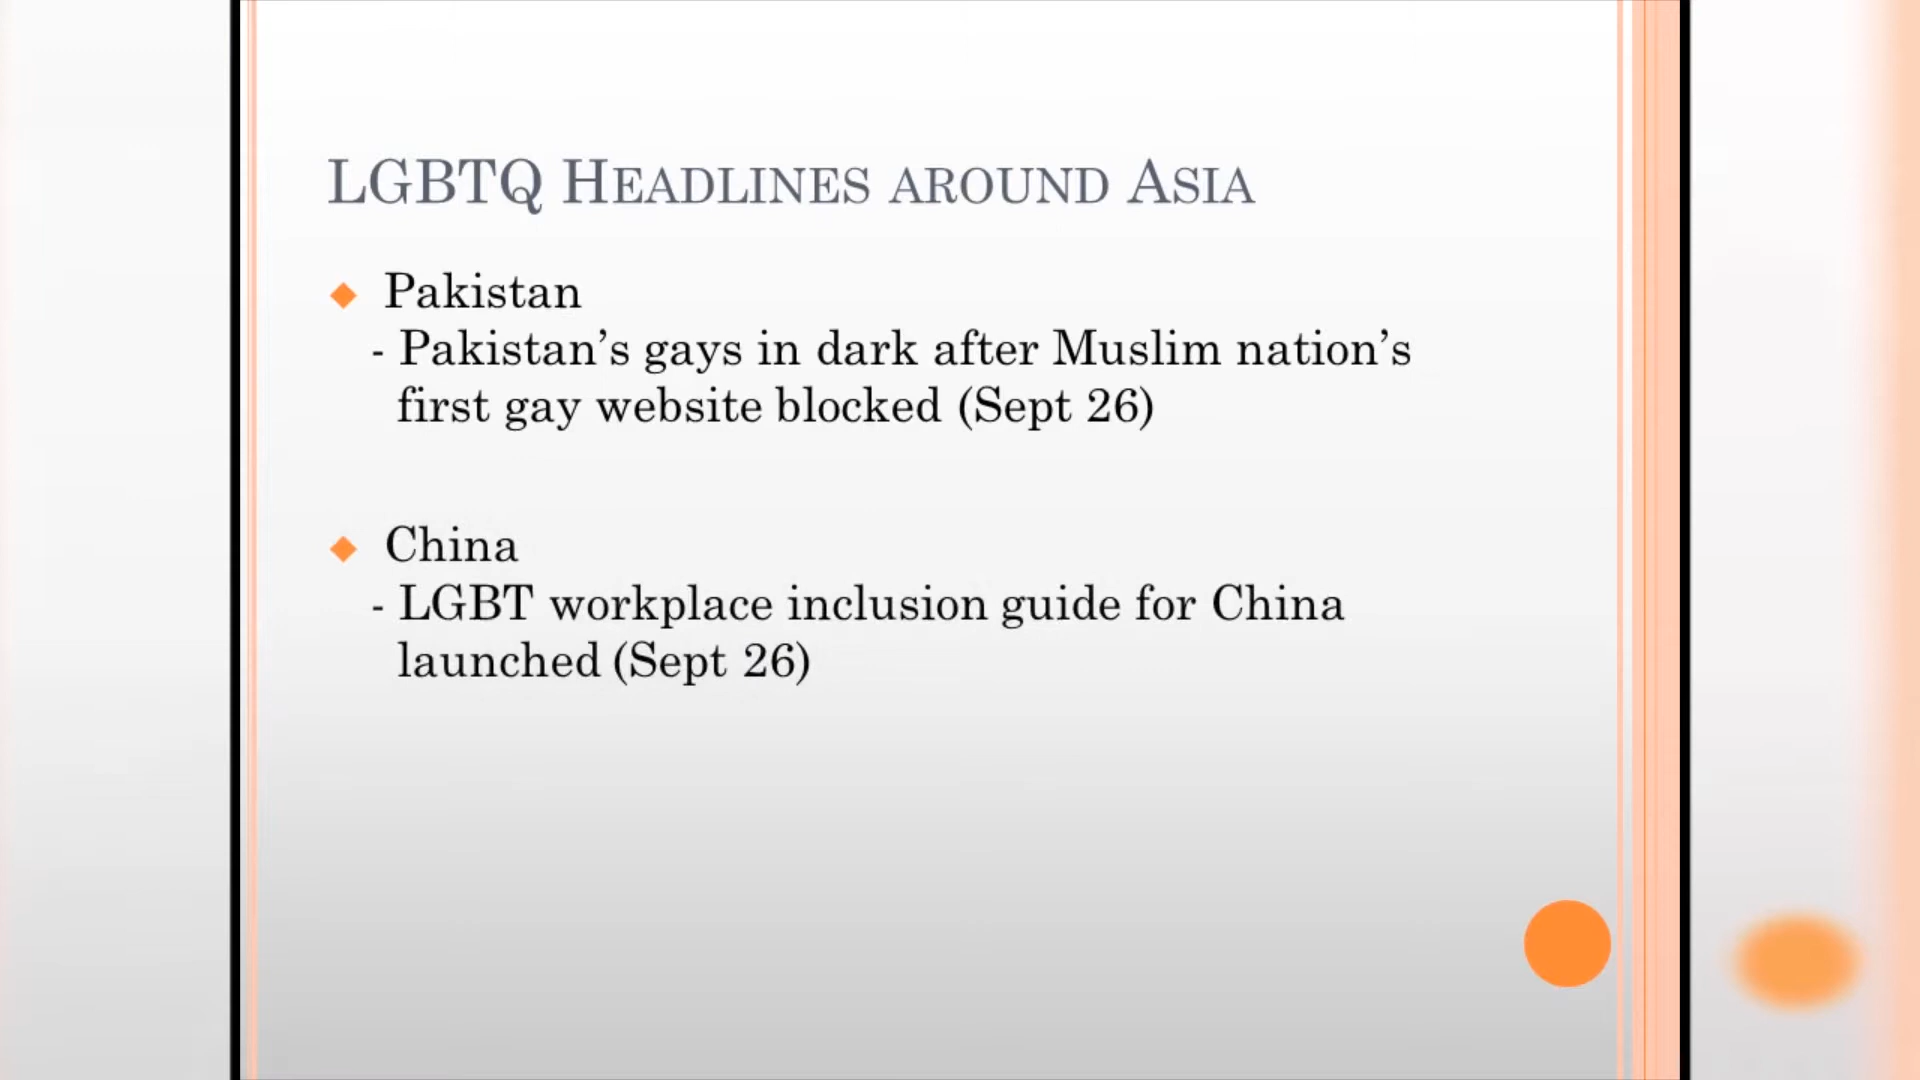 LGBTQ Headlines around Asia
Pakistan
- Pakistan’s gays in dark after Muslim nation’s
first gay website blocked (Sept 26)
China
- LGBT workplace inclusion guide for China
launched (Sept 26)